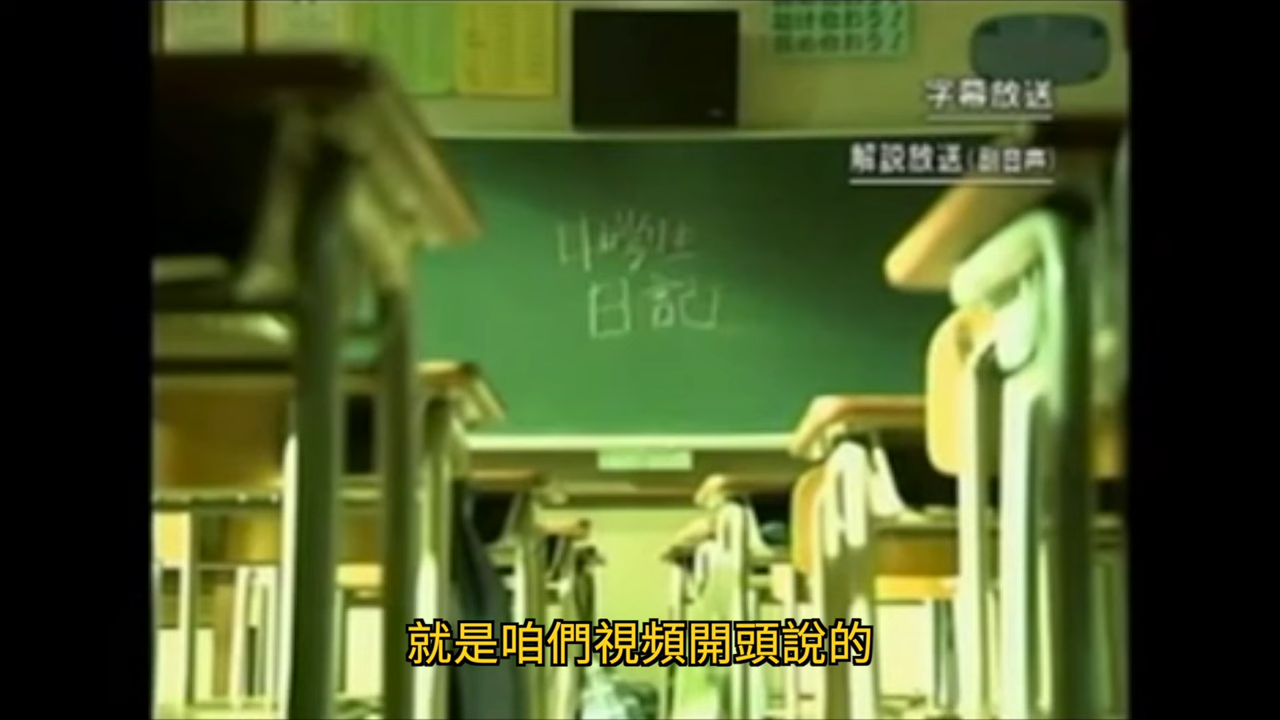 字幕放送
解説放送(副音声)
中学生
日記
就是咱們視頻開頭說的